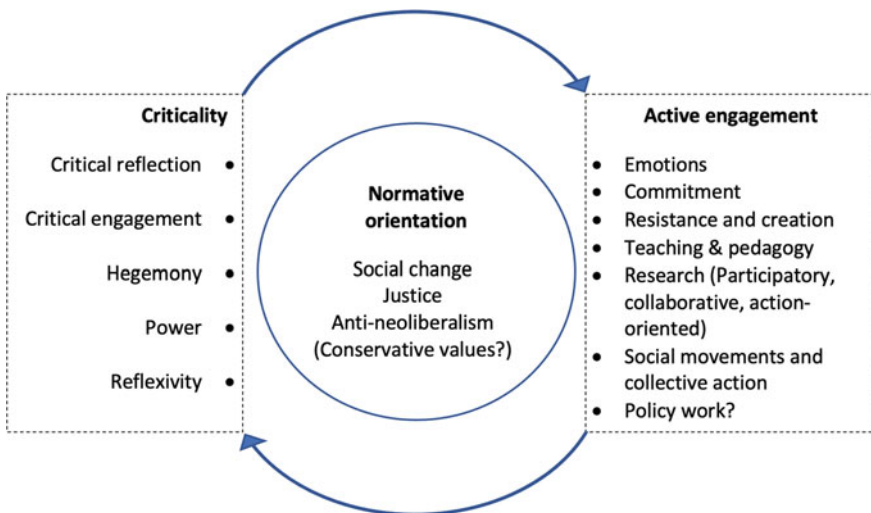 Criticality
Critical reflection •
Critical engagement •
Hegemony •
Power •
Reflexivity •
Normative
orientation
Social change
Justice
Anti-neoliberalism
(Conservative values?)
Active engagement
• Emotions
• Commitment
• Resistance and creation
• Teaching & pedagogy
• Research (Participatory,
collaborative, action-
oriented)
• Social movements and
collective action
• Policy work?